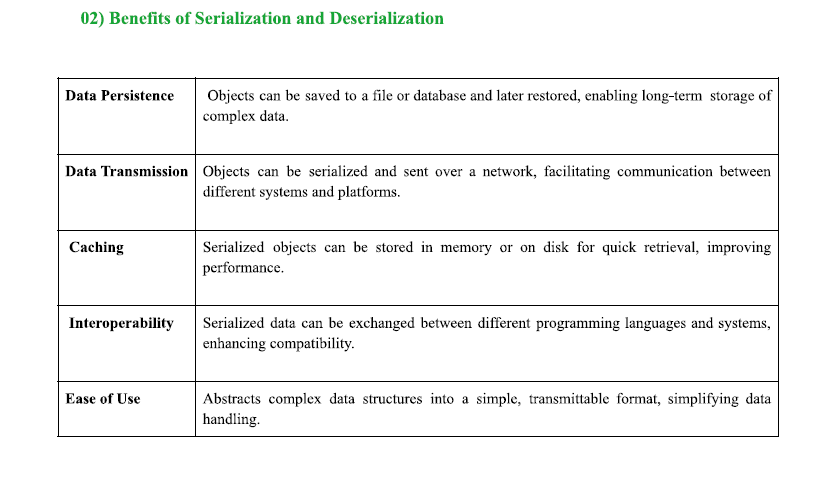 02) Benefits of Serialization and Deserialization
Data Persistence
Objects can be saved to a file or database and later restored, enabling long-term storage of
complex data.
Data Transmission
Objects can be serialized and sent over a network, facilitating communication between
different systems and platforms.
Caching
Serialized objects can be stored in memory or on disk for quick retrieval, improving
performance.
Interoperability
Serialized data can be exchanged between different programming languages and systems,
enhancing compatibility.
Ease of Use
Abstracts complex data structures into a simple, transmittable format, simplifying data
handling.